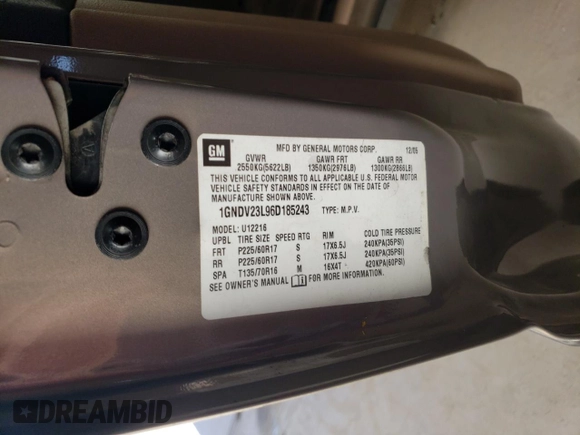 GM
MFD BY GENERAL MOTORS CORP. 12/05
GVWR GAWR FRT GAWR RR
2550KG(5622LB) 1350KG(2976LB) 1300KG(2866LB)
THIS VEHICLE CONFORMS TO ALL APPLICABLE U.S. FEDERAL MOTOR
VEHICLE SAFETY STANDARDS IN EFFECT ON THE DATE OF
MANUFACTURE SHOWN ABOVE.
1GNDV23L96D185243 TYPE: M.P.V.
MODEL: U12216
UPBL TIRE SIZE SPEED RTG RIM COLD TIRE PRESSURE
FRT P225/60R17 S 17X6.5J 240KPA(35PSI)
RR P225/60R17 S 17X6.5J 240KPA(35PSI)
SPA T135/70R16 M 16X4T 420KPA(60PSI)
SEE OWNER'S MANUAL FOR MORE INFORMATION.
DREAMBID